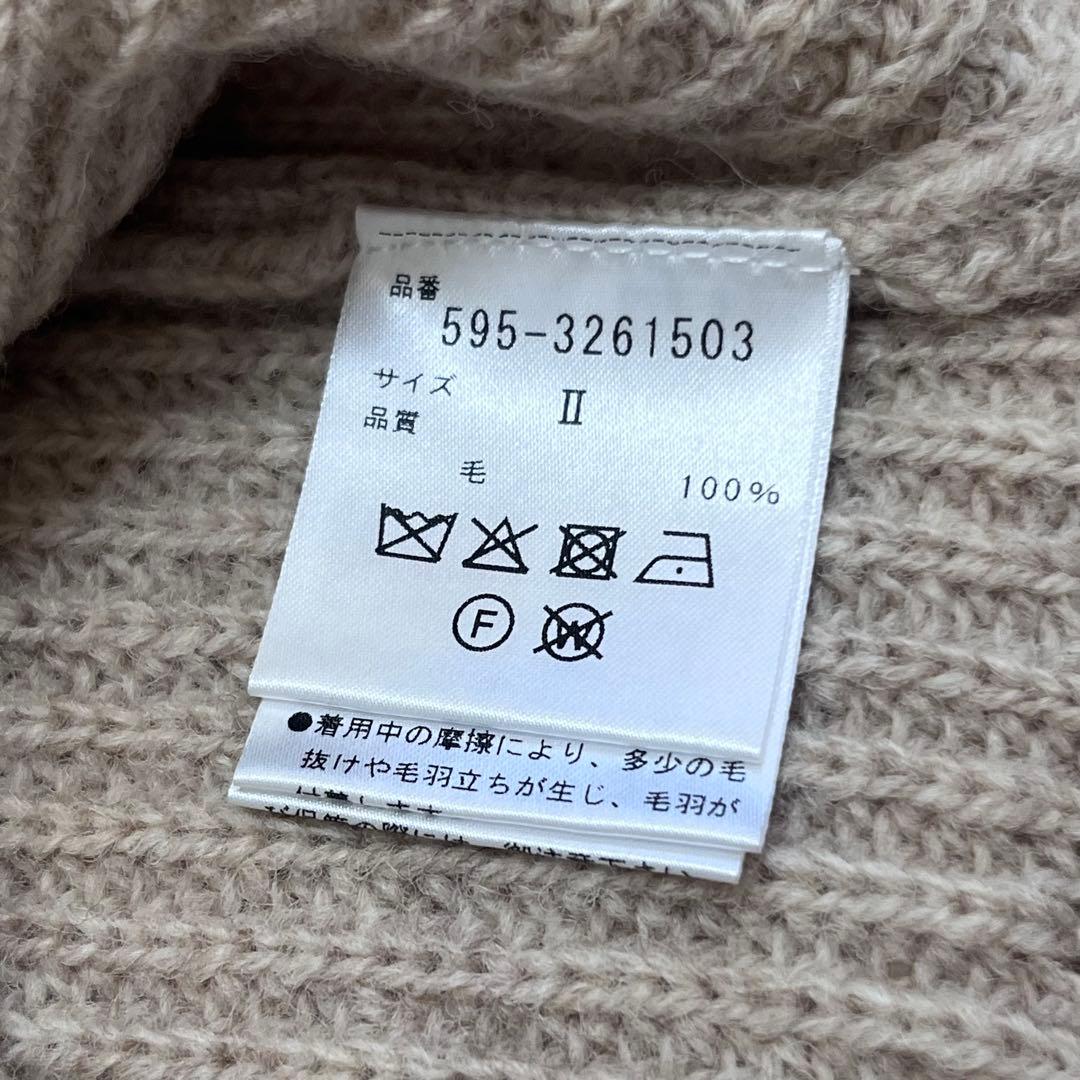 品番
595-3261503
サイズ II
品質
毛 100%
F
W
●着用中の摩擦により、多少の毛
抜けや毛羽立ちが生じ、毛羽が